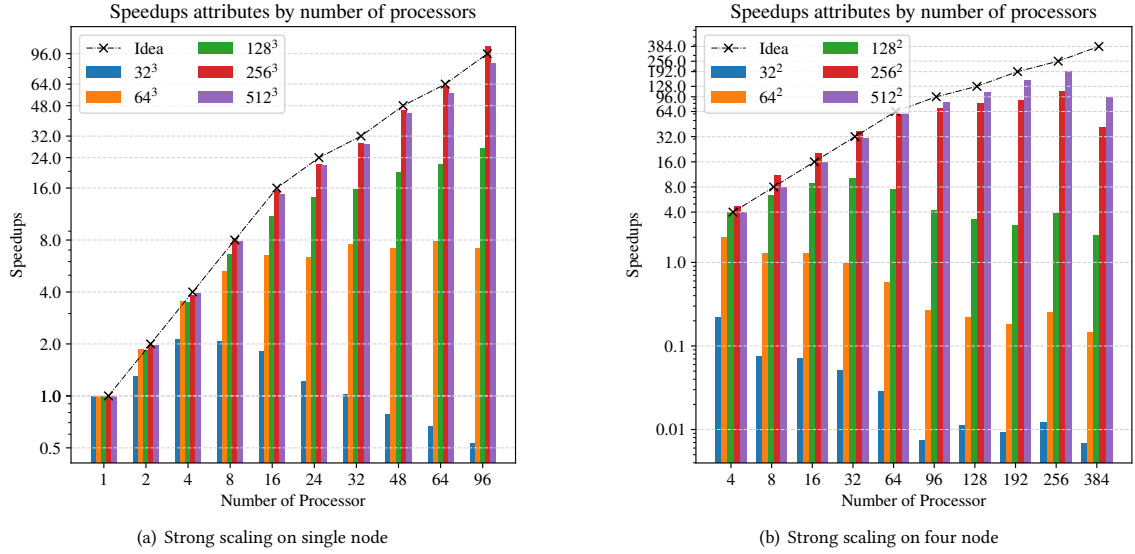 Speedups attributes by number of processors
Idea
32³
64³
128³
256³
512³
96.0
64.0
48.0
32.0
24.0
16.0
8.0
4.0
2.0
1.0
0.5
Speedups
1 2 4 8 16 24 32 48 64 96
Number of Processor
(a) Strong scaling on single node
Speedups attributes by number of processors
Idea
32²
64²
128²
256²
512²
384.0
256.0
192.0
128.0
96.0
64.0
32.0
16.0
8.0
4.0
1.0
0.1
0.01
Speedups
4 8 16 32 64 96 128 192 256 384
Number of Processor
(b) Strong scaling on four node